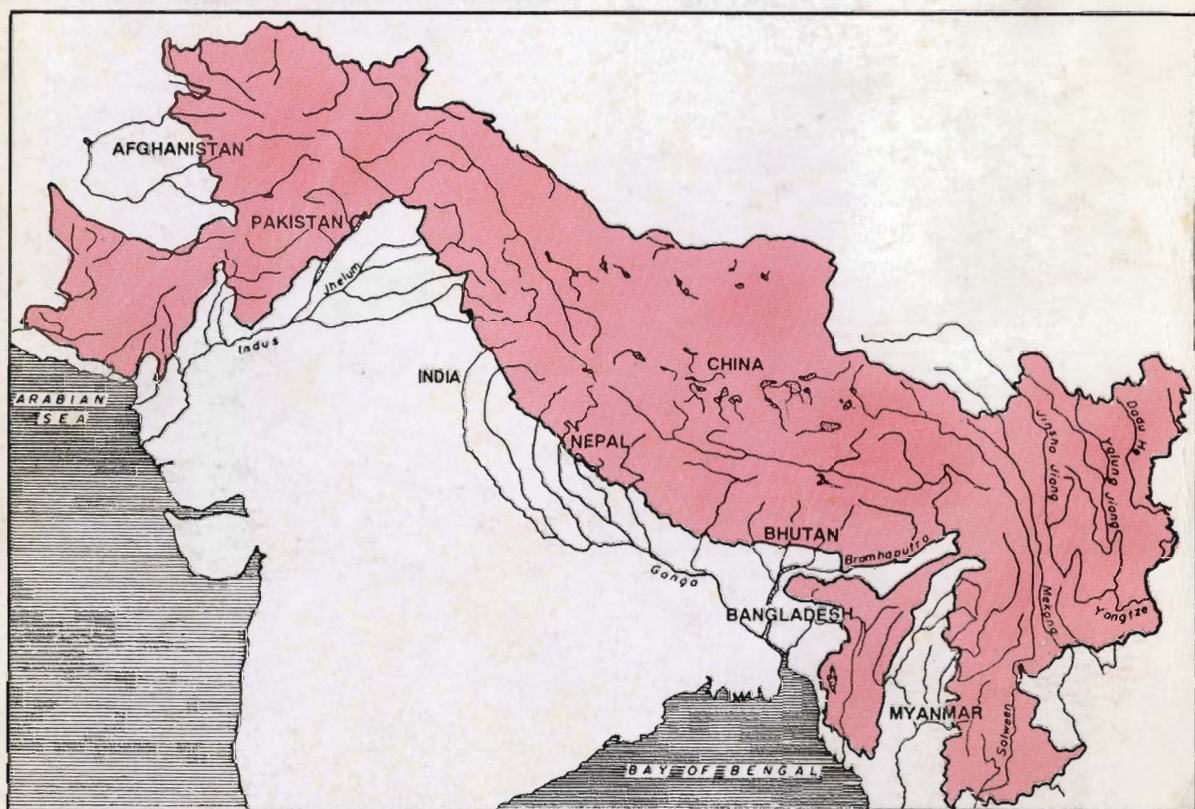 AFGHANISTAN
PAKISTAN
Jhelum
Indus
ARABIAN
SEA
INDIA
CHINA
NEPAL
Jinsha Jiang
Yalung Jiang
Dadu He
BHUTAN
Bramhaputra
Ganga
BANGLADESH
Mekong
Yangtze
MYANMAR
Salween
BAY OF BENGAL